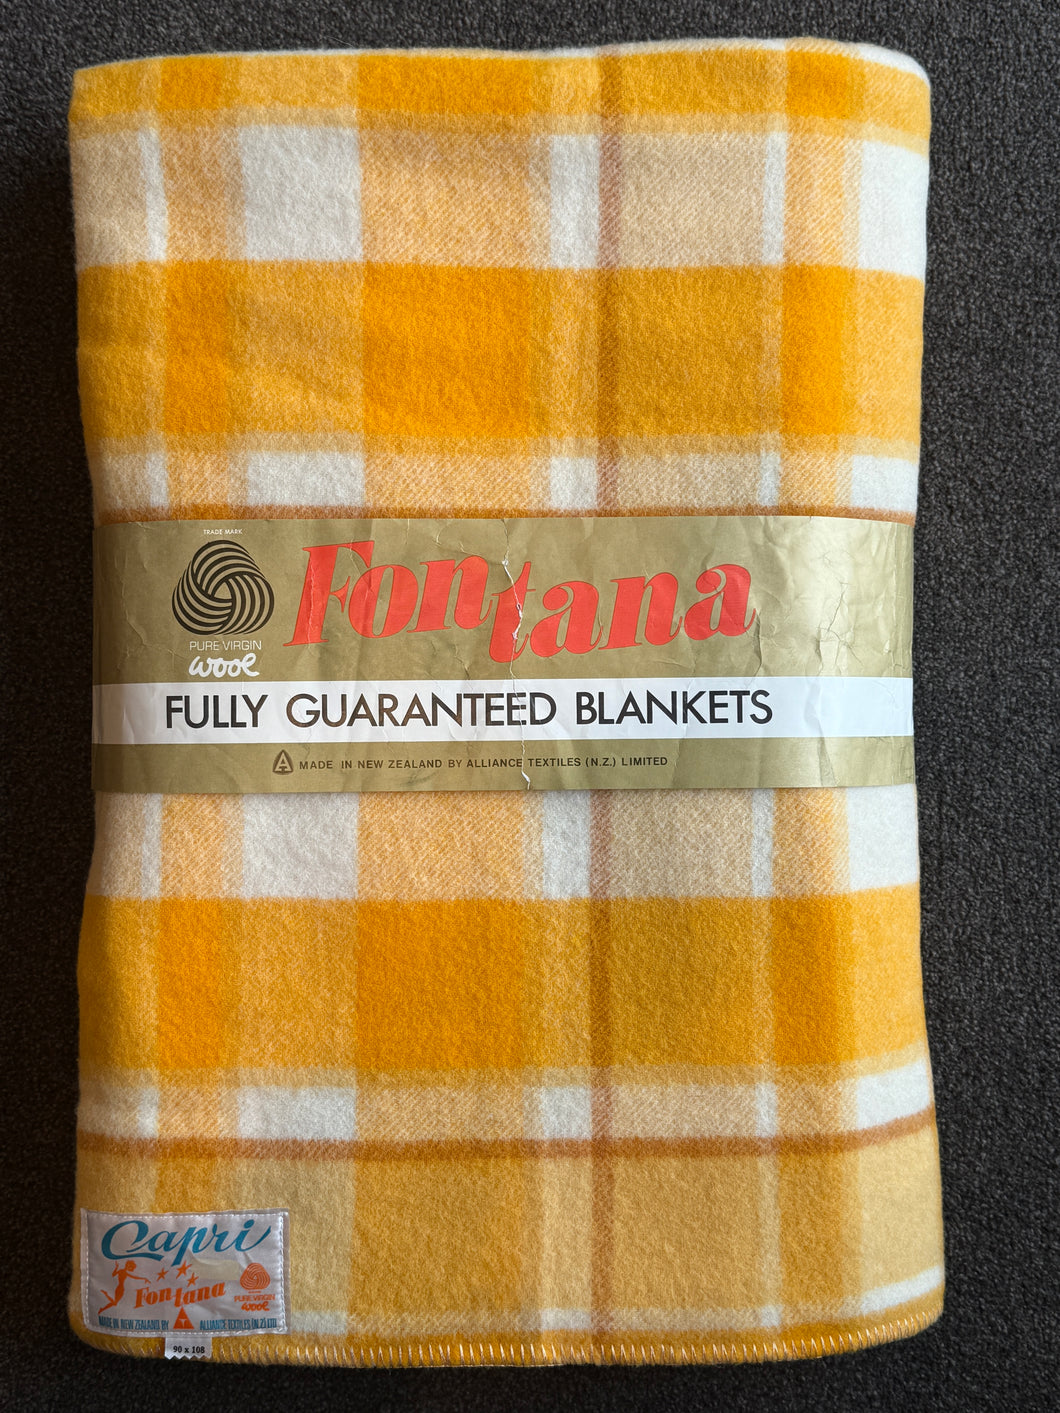 TRADE MARK
PURE VIRGIN
wool
Fontana
FULLY GUARANTEED BLANKETS
MADE IN NEW ZEALAND BY ALLIANCE TEXTILES (N.Z.) LIMITED
Capri
Fontana
PURE VIRGIN
wool
MADE IN NEW ZEALAND BY ALLIANCE TEXTILES (N.Z.) LTD
90 x 108